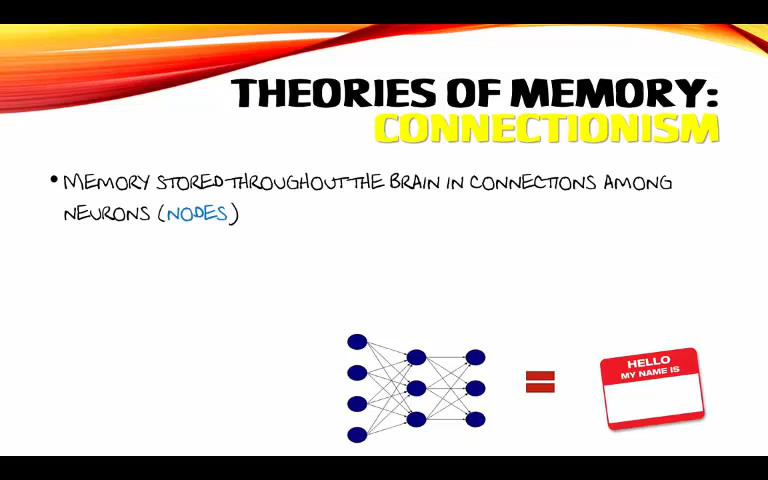 THEORIES OF MEMORY:
CONNECTIONISM
• MEMORY STORED THROUGHOUT THE BRAIN IN CONNECTIONS AMONG
NEURONS (NODES)
HELLO
MY NAME IS